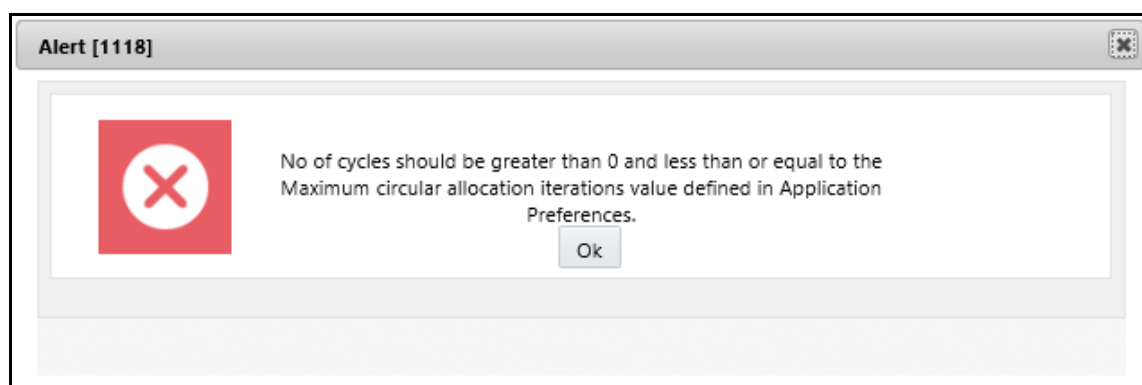 Alert [1118]
No of cycles should be greater than 0 and less than or equal to the
Maximum circular allocation iterations value defined in Application
Preferences.
Ok